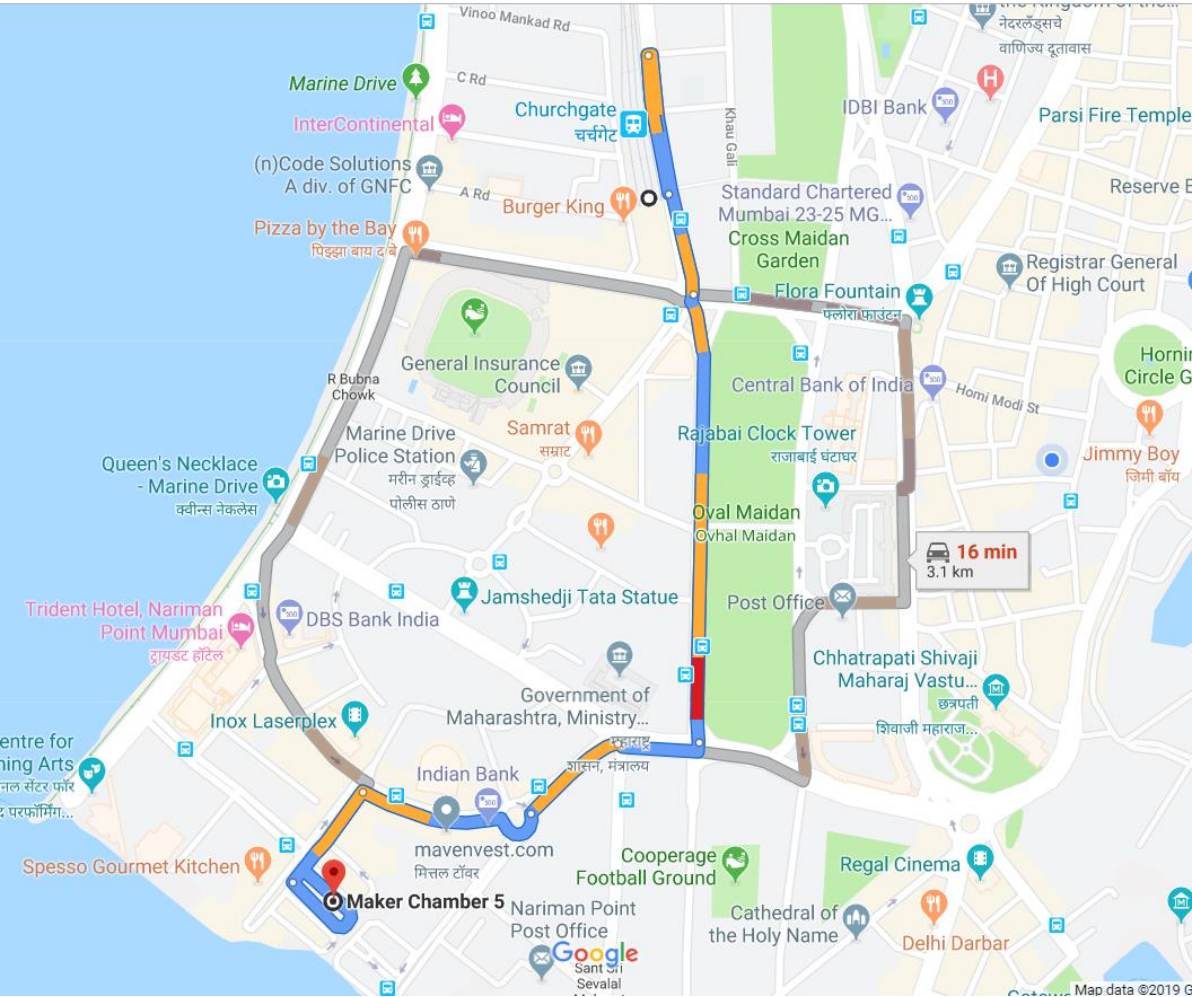 Vinoo Mankad Rd
नेदरलँड्सचे
वाणिज्य दूतावास
Marine Drive
C Rd
Churchgate
चर्चगेट
Khau Gali
IDBI Bank
H
Parsi Fire Temple
InterContinental
(n)Code Solutions
A div. of GNFC
A Rd
Burger King
Standard Chartered
Mumbai 23-25 MG...
Reserve B
Pizza by the Bay
पिझ्झा बाय द बे
Cross Maidan
Garden
Registrar General
Of High Court
Flora Fountain
फ्लोरा फाउंटन
General Insurance
Council
R Bubna
Chowk
Central Bank of India
Homi Modi St
Horni
Circle G
Samrat
सम्राट
Marine Drive
Police Station
मरीन ड्राईव्ह
पोलीस ठाणे
Rajabai Clock Tower
राजाबाई घंटाघर
Jimmy Boy
जिमी बॉय
Queen's Necklace
- Marine Drive
क्वीन्स नेकलेस
Oval Maidan
Ovhal Maidan
16 min
3.1 km
Trident Hotel, Nariman
Point Mumbai
ट्रायडंट हॉटेल
DBS Bank India
Jamshedji Tata Statue
Post Office
Government of
Maharashtra, Ministry...
महाराष्ट्र
शासन, मंत्रालय
Chhatrapati Shivaji
Maharaj Vastu...
छत्रपती
शिवाजी महाराज...
Inox Laserplex
entre for
ning Arts
नल सेंटर फॉर
परफॉर्मिंग...
Indian Bank
mavenvest.com
मित्तल टॉवर
Spesso Gourmet Kitchen
Cooperage
Football Ground
Regal Cinema
Maker Chamber 5
Nariman Point
Post Office
Cathedral of
the Holy Name
Delhi Darbar
Google
Sant Sri
Sevalal
Map data ©2019 G